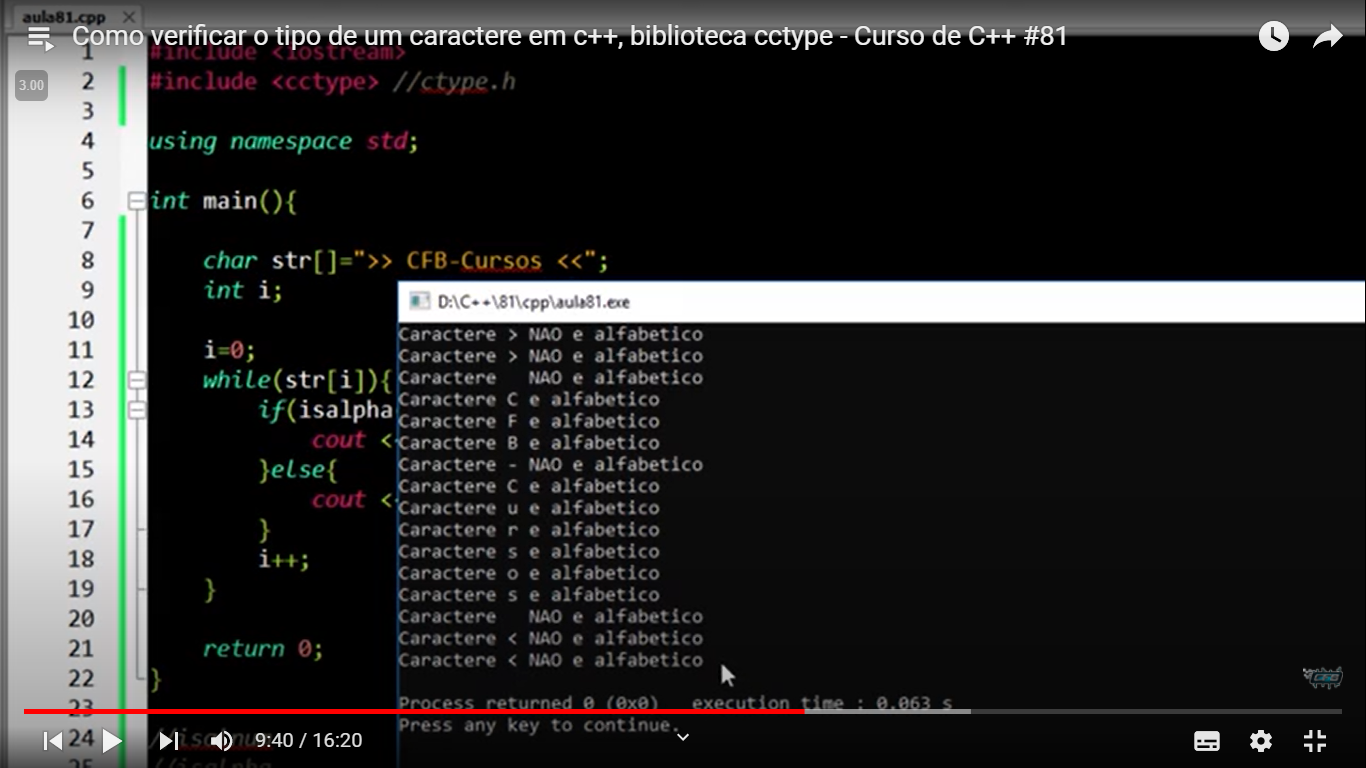 aula81.cpp
Como verificar o tipo de um caractere em c++, biblioteca cctype - Curso de C++ #81
3.00
1 #include <iostream>
2 #include <cctype> //ctype.h
3
4 using namespace std;
5
6 int main(){
7
8 char str[]=">> CFB-Cursos <<";
9 int i;
10
11 i=0;
12 while(str[i]){
13 if(isalpha
14 cout <
15 }else{
16 cout <
17 }
18 i++;
19 }
20
21 return 0;
22 }
23
24
25 //isalpha
D:\C++\81\cpp\aula81.exe
Caractere > NAO e alfabetico
Caractere > NAO e alfabetico
Caractere   NAO e alfabetico
Caractere C e alfabetico
Caractere F e alfabetico
Caractere B e alfabetico
Caractere - NAO e alfabetico
Caractere C e alfabetico
Caractere u e alfabetico
Caractere r e alfabetico
Caractere s e alfabetico
Caractere o e alfabetico
Caractere s e alfabetico
Caractere   NAO e alfabetico
Caractere < NAO e alfabetico
Caractere < NAO e alfabetico
Process returned 0 (0x0)   execution time : 0.063 s
Press any key to continue.
9:40 / 16:20